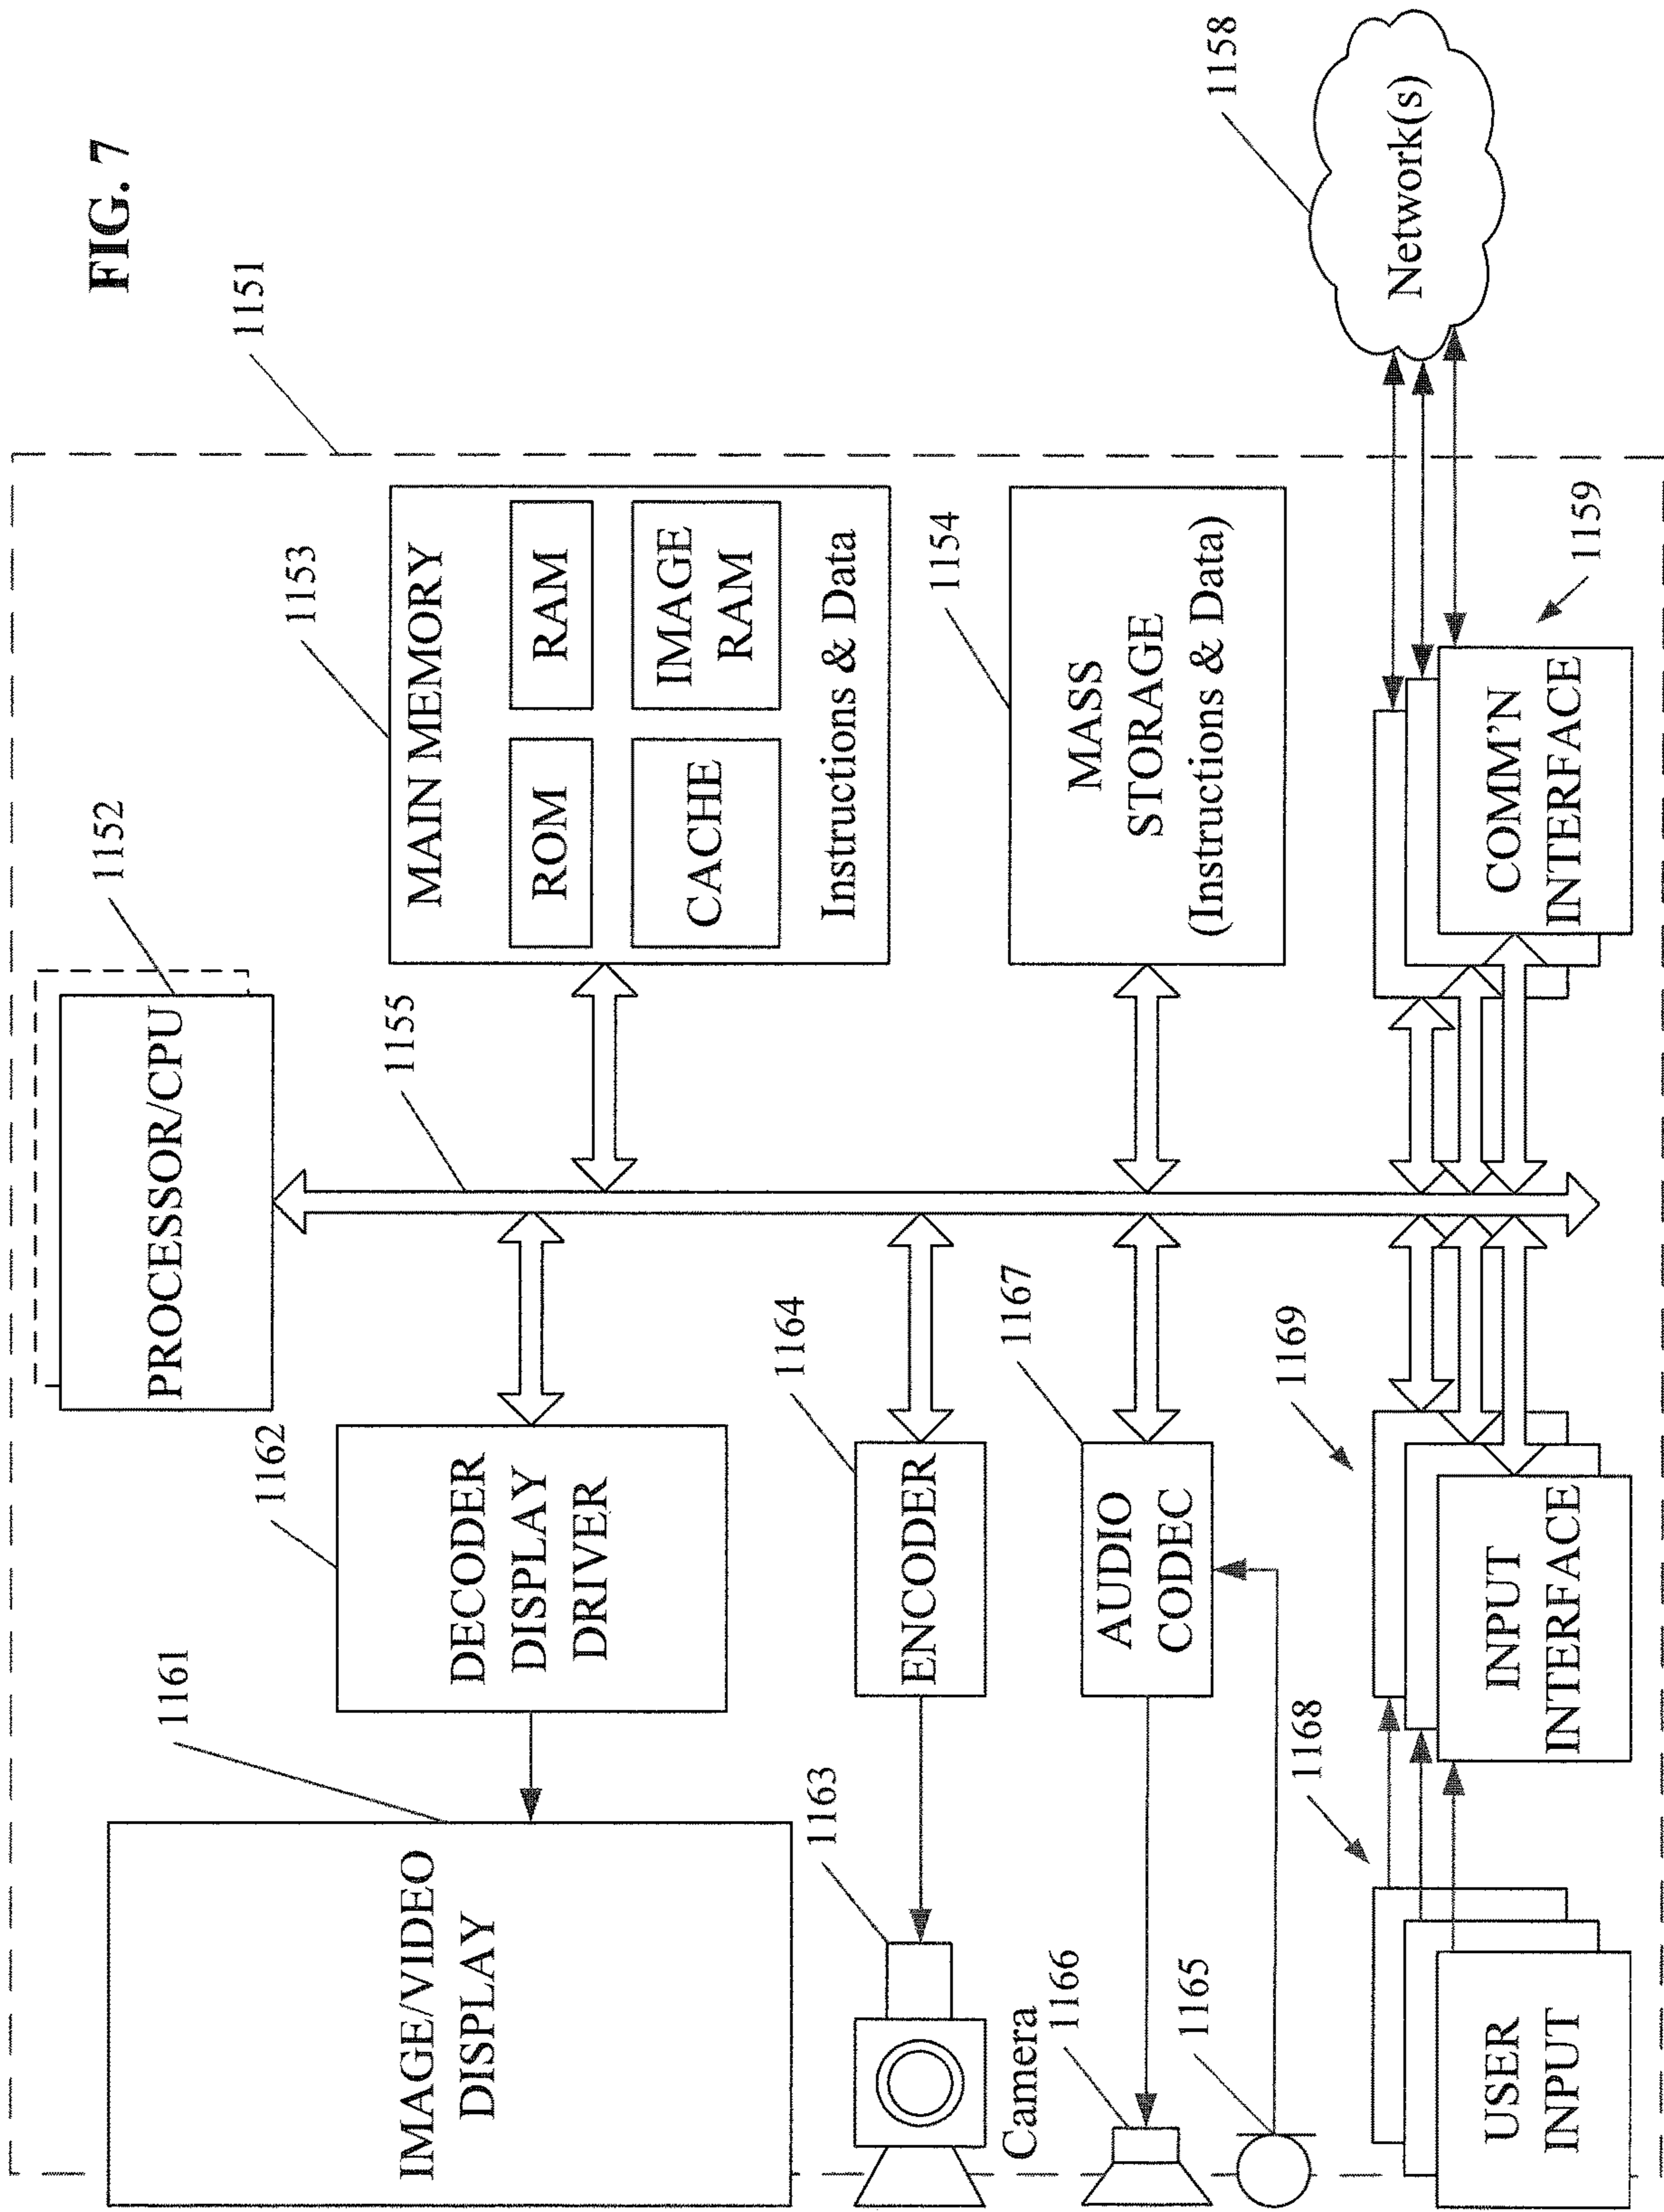 FIG. 7
1151
PROCESSOR/CPU
1152
1155
MAIN MEMORY
ROM
RAM
CACHE
IMAGE
RAM
Instructions & Data
1153
MASS
STORAGE
(Instructions & Data)
1154
COMM'N
INTERFACE
1159
Network(s)
1158
IMAGE/VIDEO
DISPLAY
1161
DECODER
DISPLAY
DRIVER
1162
Camera
1163
ENCODER
1164
1166
1165
AUDIO
CODEC
1167
USER
INPUT
1168
INPUT
INTERFACE
1169